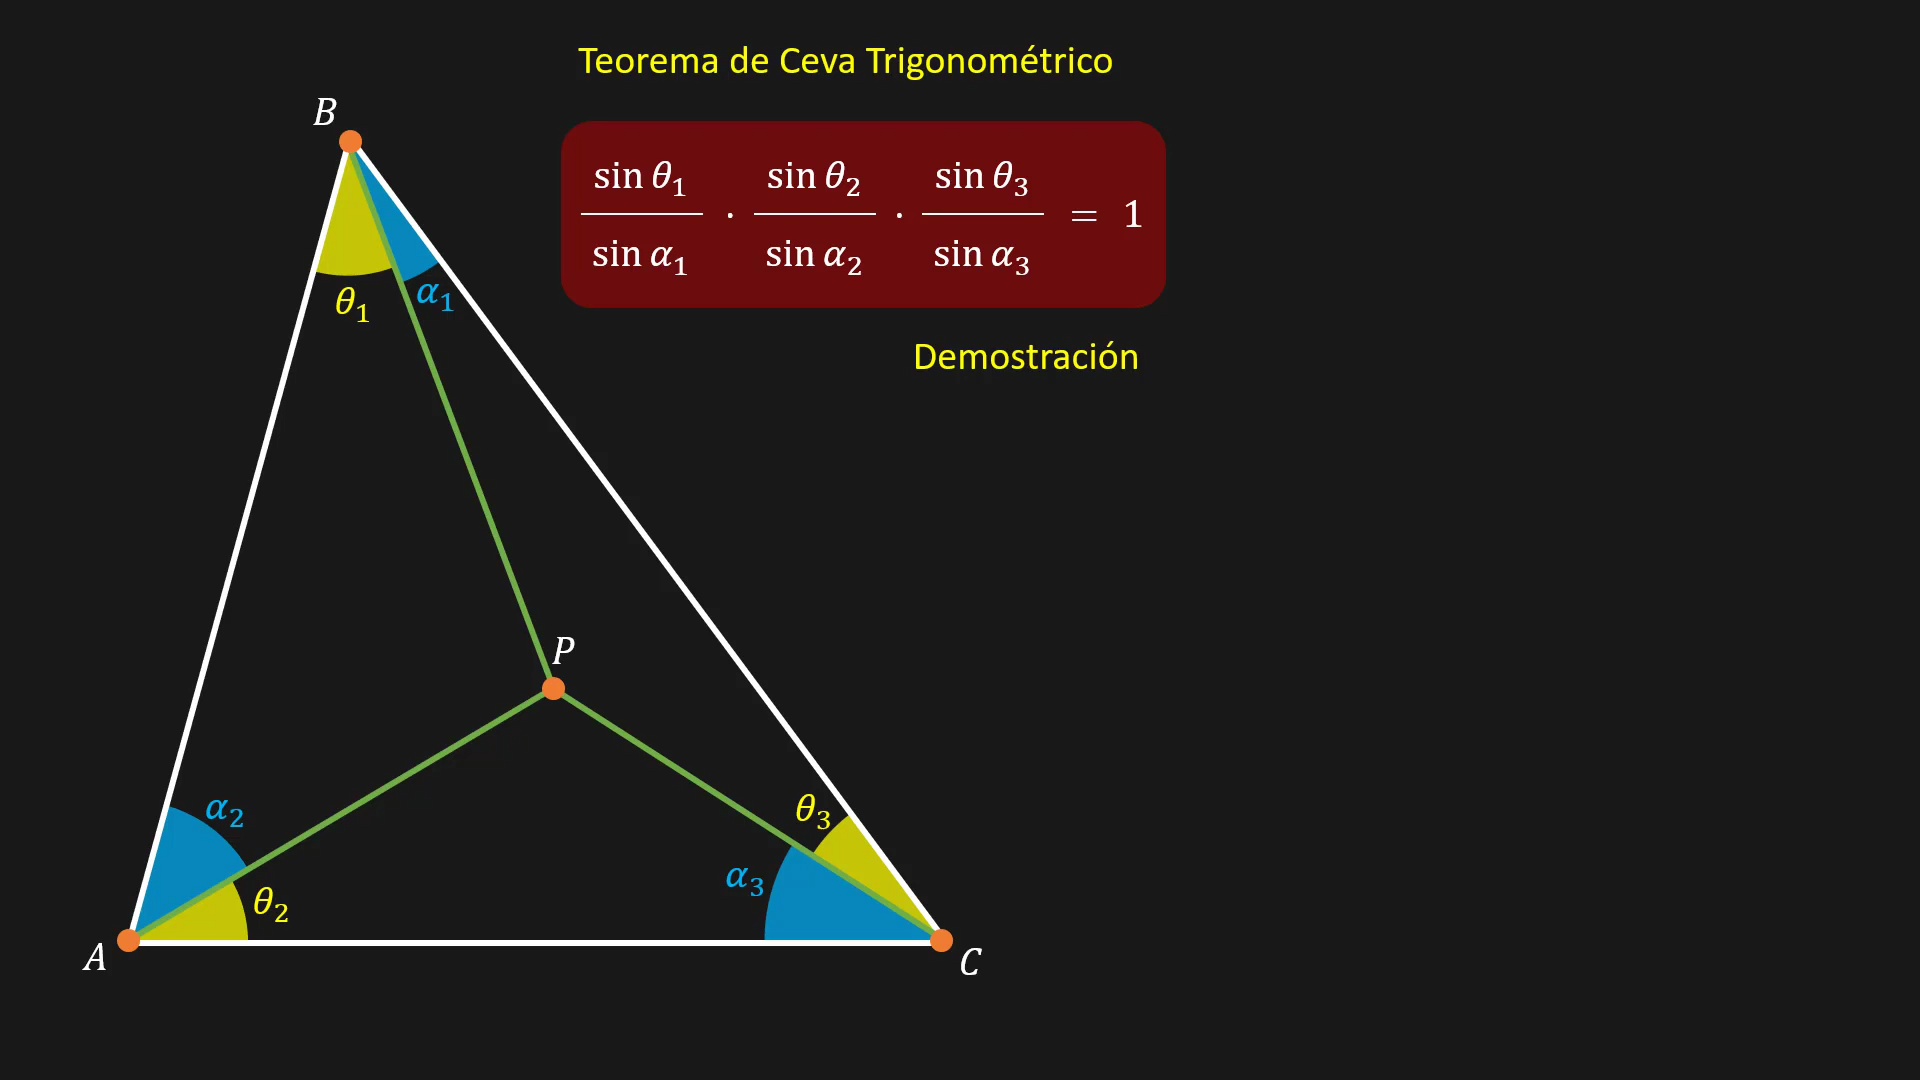 Teorema de Ceva Trigonométrico
B
sin θ₁ / sin α₁ · sin θ₂ / sin α₂ · sin θ₃ / sin α₃ = 1
θ₁ α₁
Demostración
P
α₂ θ₃
α₃
θ₂
A C